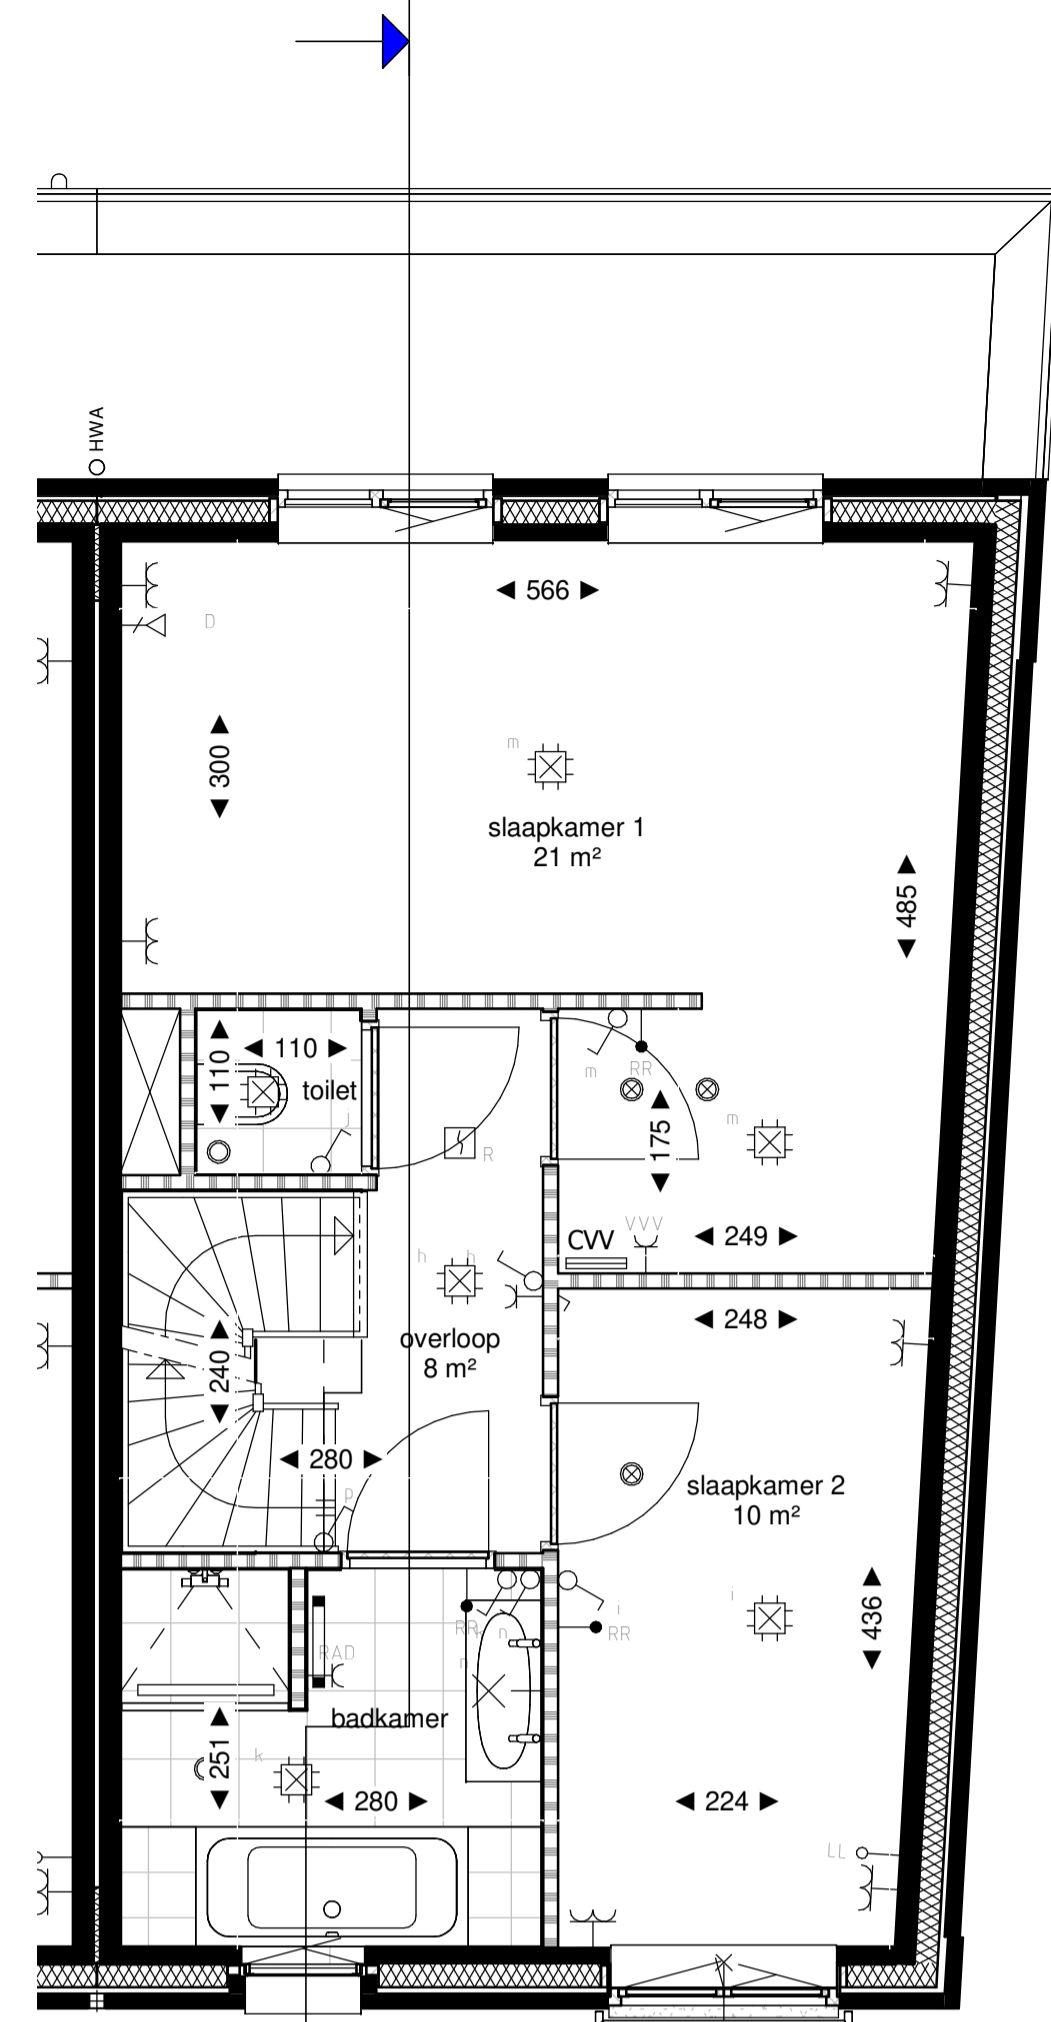 HWA
◄ 566 ►
D
◄ 300 ►
m
slaapkamer 1
21 m²
◄ 485 ►
◄ 110 ►
◄ 110 ►
toilet
j
m
RR
R
◄ 175 ►
m
VVV
CVV
◄ 249 ►
h
h
◄ 248 ►
overloop
8 m²
◄ 240 ►
◄ 280 ►
p
slaapkamer 2
10 m²
i
◄ 436 ►
RR
n
i
RR
RAD
n
badkamer
◄ 251 ►
k
◄ 280 ►
◄ 224 ►
LL